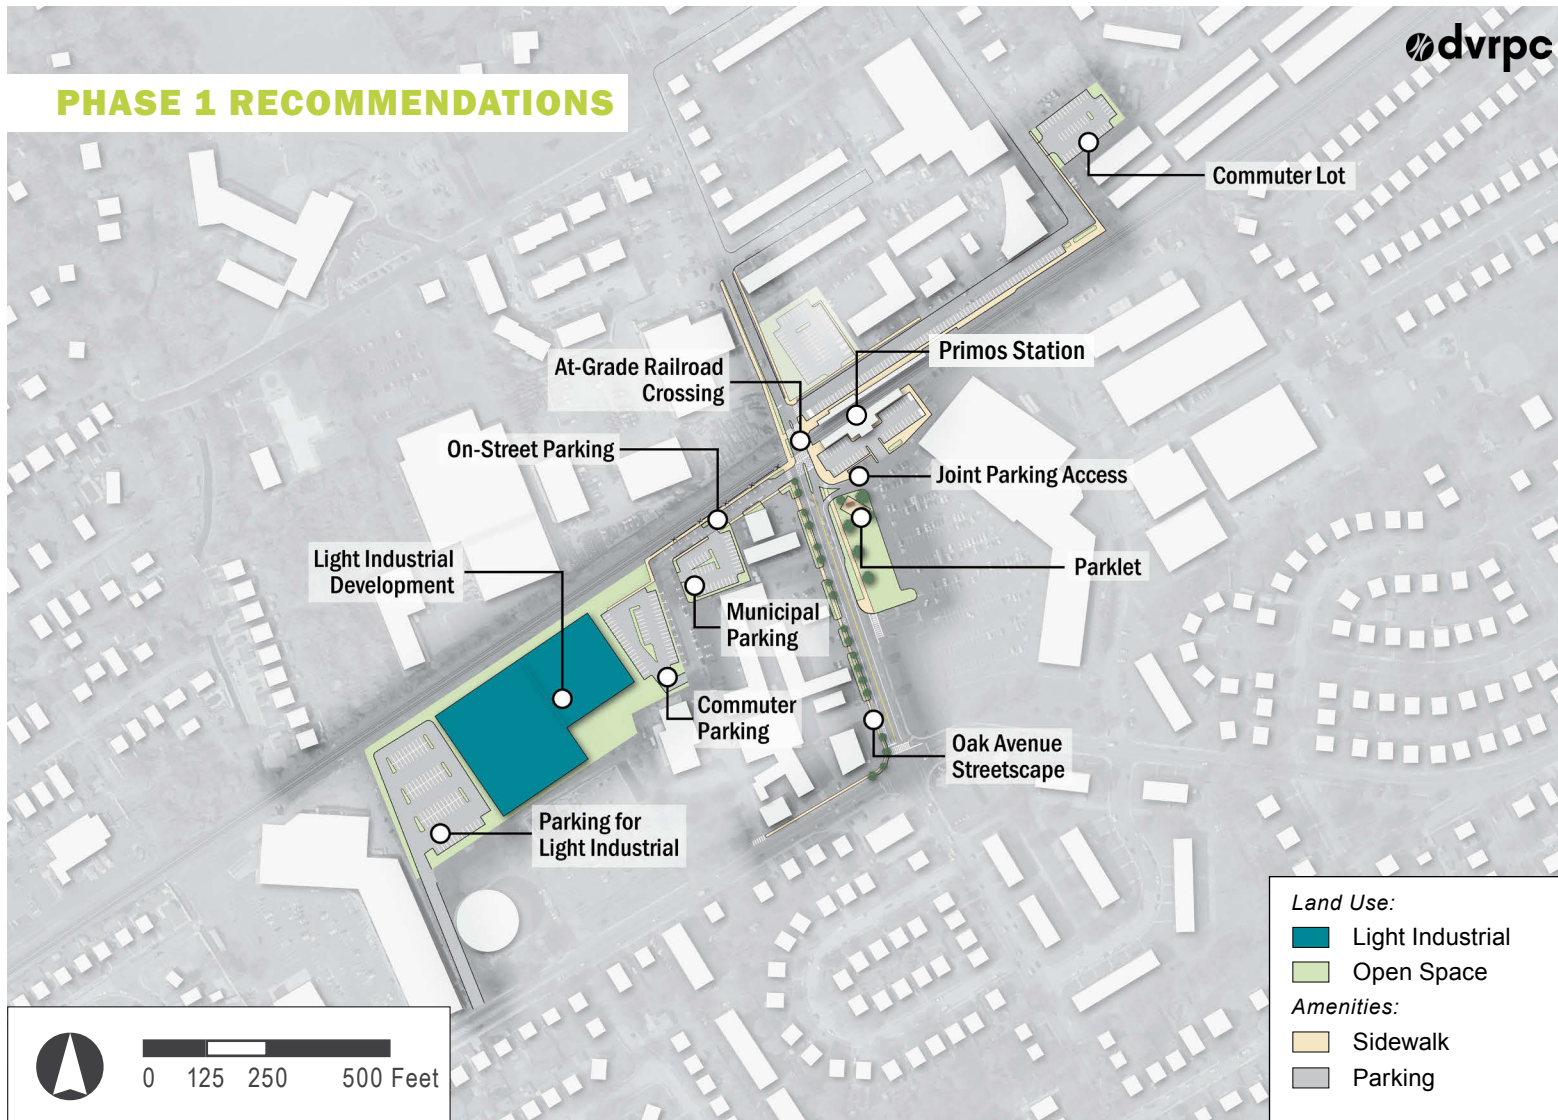 dvrpc
PHASE 1 RECOMMENDATIONS
Commuter Lot
Primos Station
At-Grade Railroad
Crossing
On-Street Parking
Joint Parking Access
Light Industrial
Development
Parklet
Municipal
Parking
Commuter
Parking
Oak Avenue
Streetscape
Parking for
Light Industrial
Land Use:
Light Industrial
Open Space
Amenities:
Sidewalk
Parking
0 125 250 500 Feet